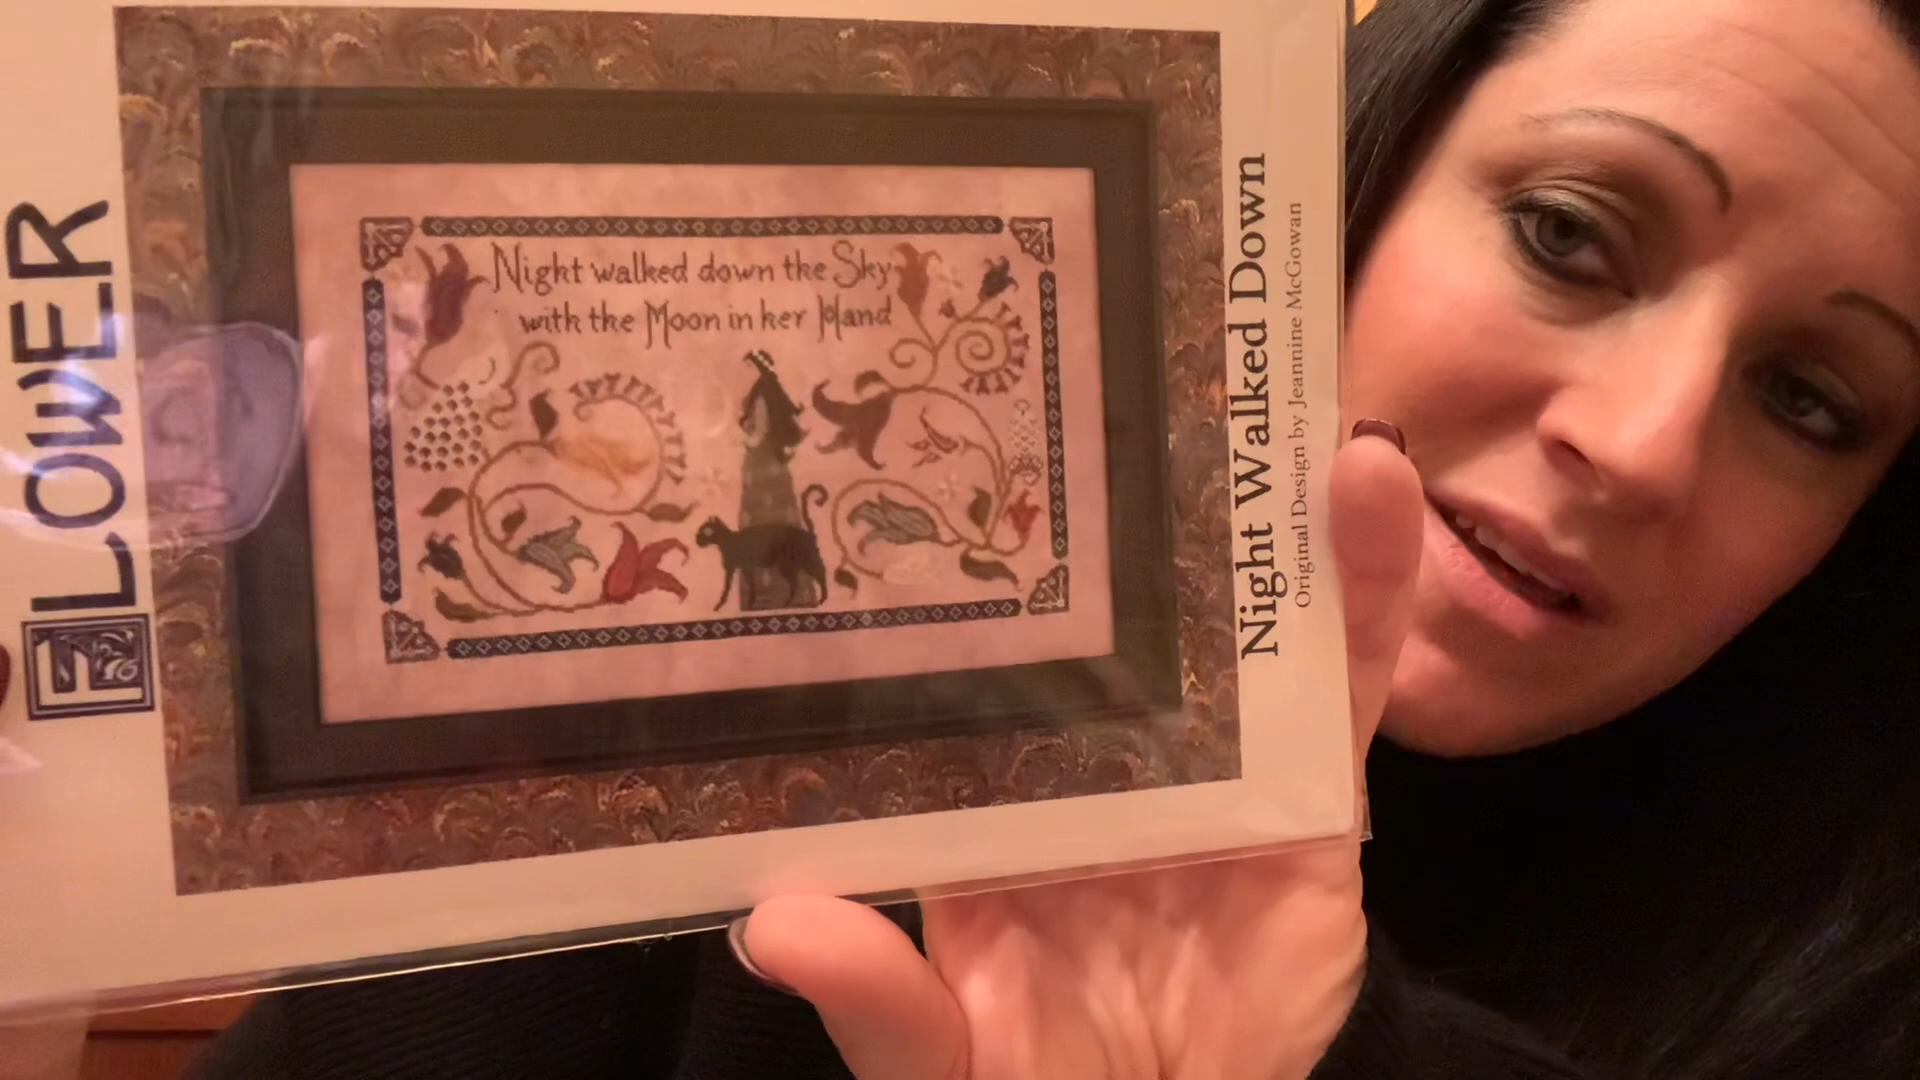 FLOWER
Night walked down the Sky
with the Moon in her Hand
Night Walked Down
Original Design by Jeannine McGowan